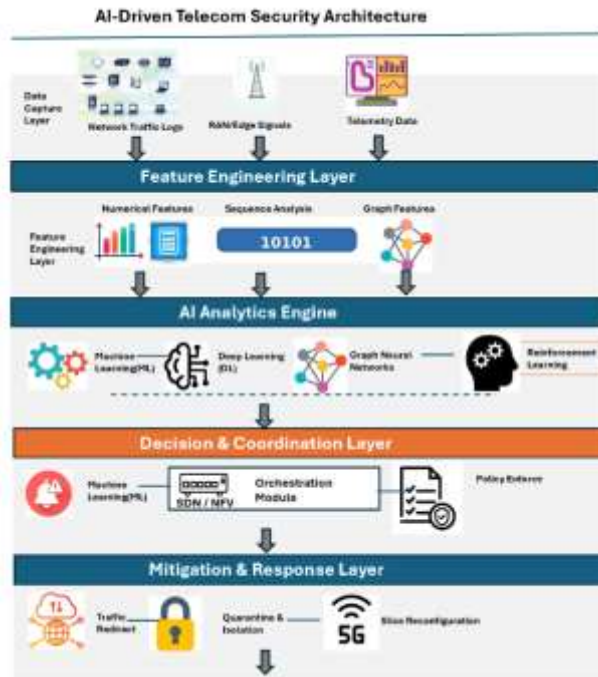 AI-Driven Telecom Security Architecture
Data
Capture
Layer
Network Traffic Logs
RAN/Edge Signals
Telemetry Data
Feature Engineering Layer
Numerical Features
Sequence Analysis
Graph Features
Feature
Engineering
Layer
10101
AI Analytics Engine
Machine
Learning(ML)
Deep Learning
(DL)
Graph Neural
Networks
Reinforcement
Learning
Decision & Coordination Layer
Machine
Learning(ML)
SDN / NFV
Orchestration
Module
Policy Enforce
Mitigation & Response Layer
Traffic
Redirect
Quarantine &
Isolation
5G
Slice Reconfiguration